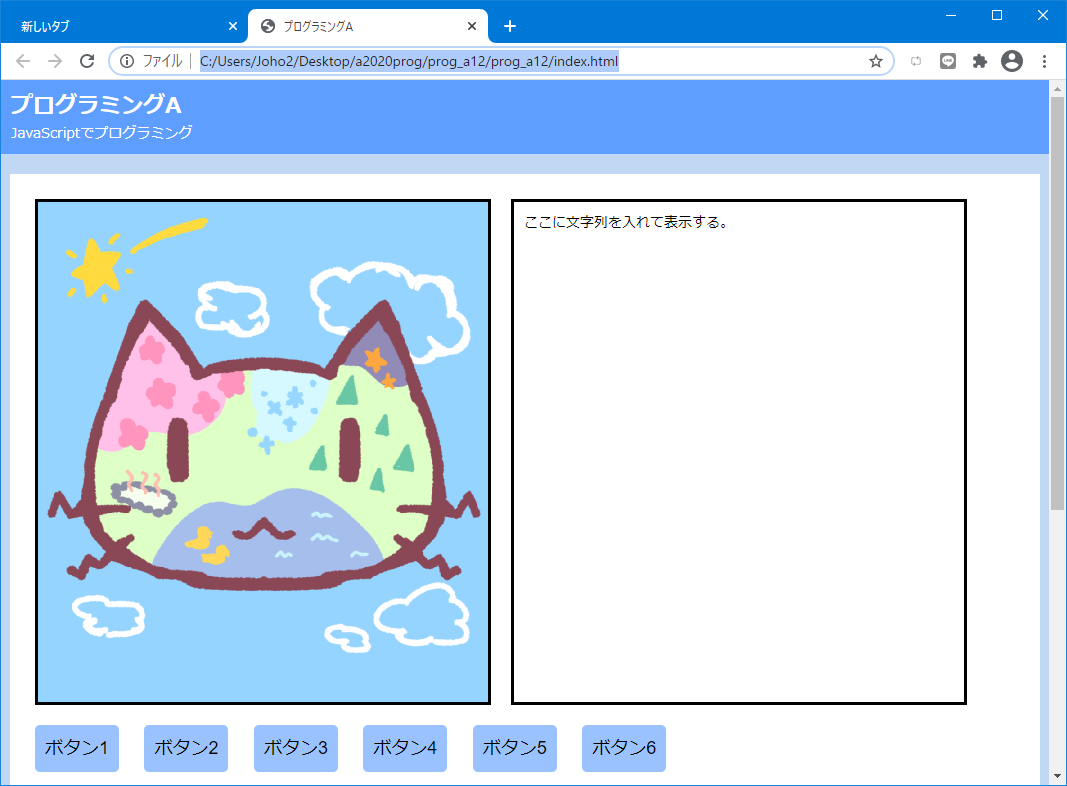 新しいタブ
プログラミングA
ファイル
C:/Users/Joho2/Desktop/a2020prog/prog_a12/prog_a12/index.html
プログラミングA
JavaScriptでプログラミング
ここに文字列を入れて表示する。
ボタン1
ボタン2
ボタン3
ボタン4
ボタン5
ボタン6